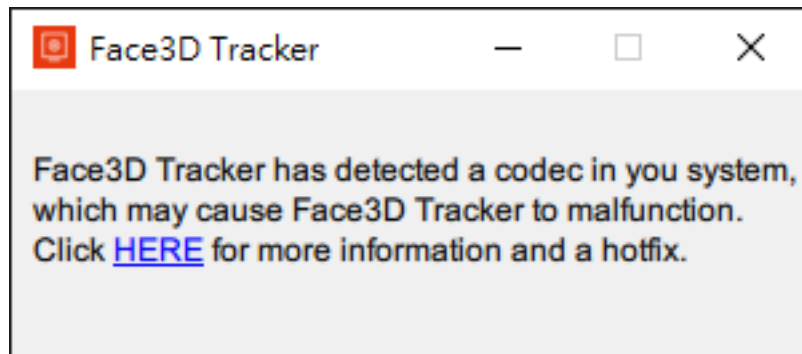 Face3D Tracker
Face3D Tracker has detected a codec in you system,
which may cause Face3D Tracker to malfunction.
Click HERE for more information and a hotfix.